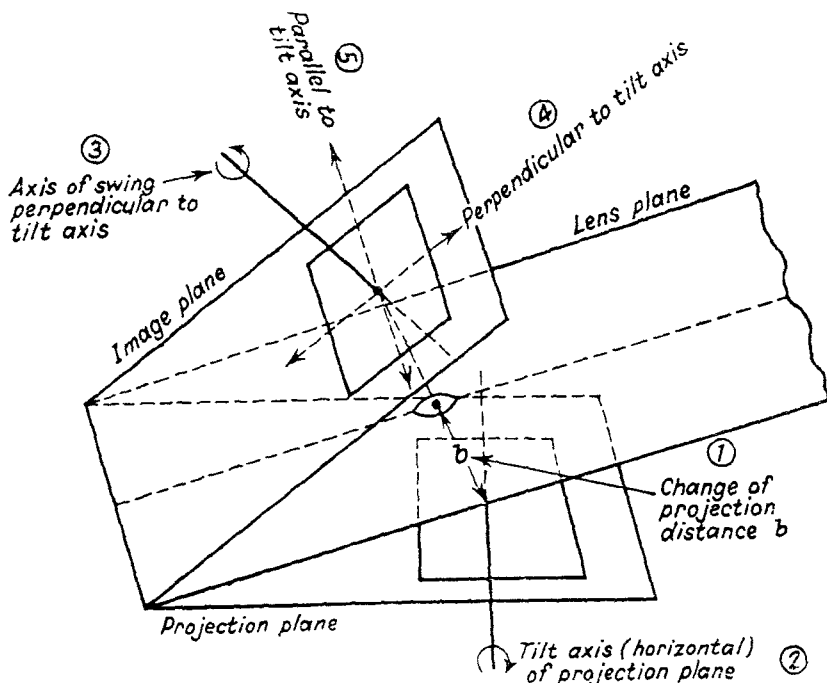 ⑤
Parallel to
tilt axis
④
Perpendicular to tilt axis
③
Axis of swing
perpendicular to
tilt axis
Lens plane
Image plane
b
①
Change of
projection
distance b
Projection plane
Tilt axis (horizontal)
of projection plane
②